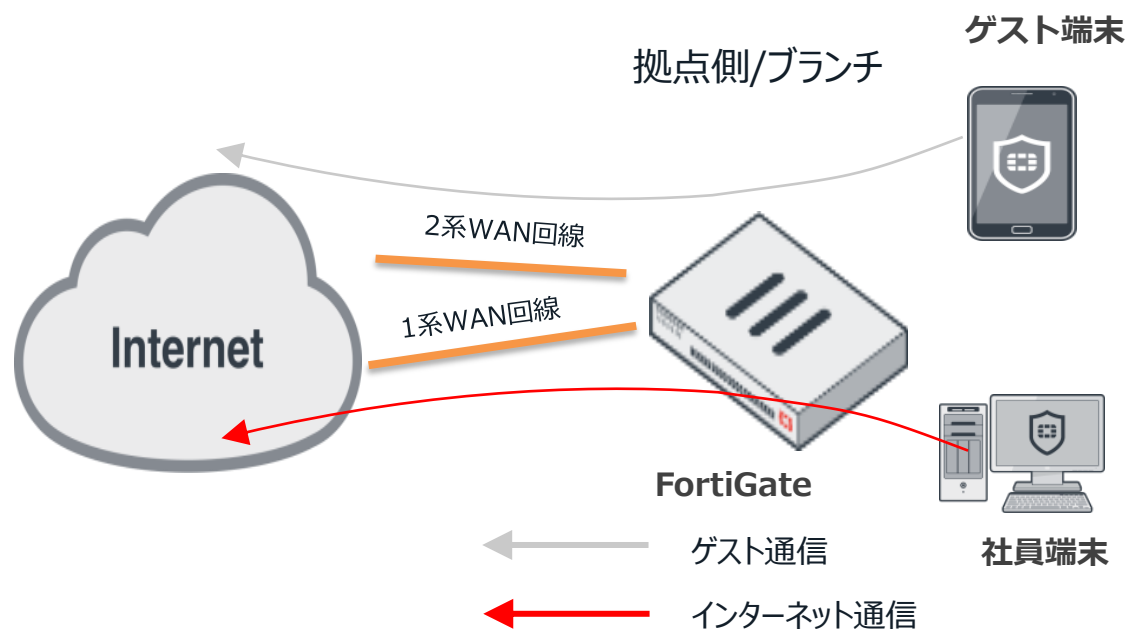 ゲスト端末
拠点側/ブランチ
2系WAN回線
1系WAN回線
Internet
FortiGate
社員端末
ゲスト通信
インターネット通信